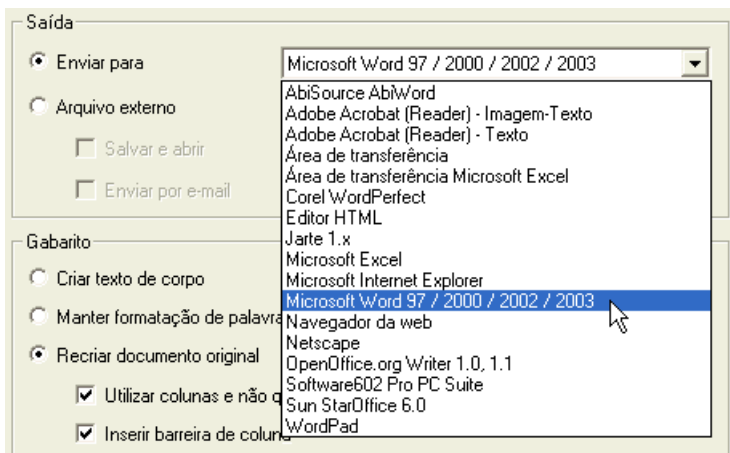 Saída
Enviar para
Microsoft Word 97 / 2000 / 2002 / 2003
Arquivo externo
Salvar e abrir
Enviar por e-mail
AbiSource AbiWord
Adobe Acrobat (Reader) - Imagem-Texto
Adobe Acrobat (Reader) - Texto
Área de transferência
Área de transferência Microsoft Excel
Corel WordPerfect
Editor HTML
Jarte 1.x
Microsoft Excel
Microsoft Internet Explorer
Microsoft Word 97 / 2000 / 2002 / 2003
Navegador da web
Netscape
OpenOffice.org Writer 1.0, 1.1
Software602 Pro PC Suite
Sun StarOffice 6.0
WordPad
Gabarito
Criar texto de corpo
Manter formatação de palavra
Recriar documento original
Utilizar colunas e não q
Inserir barreira de coluna